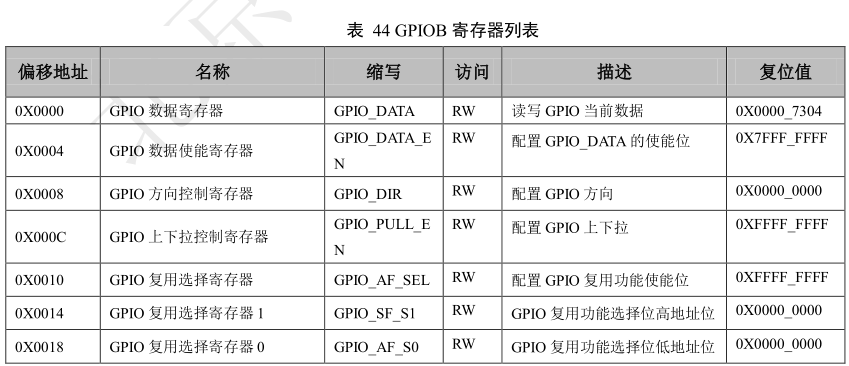 表 44 GPIOB 寄存器列表
偏移地址 名称 缩写 访问 描述 复位值
0X0000 GPIO 数据寄存器 GPIO_DATA RW 读写 GPIO 当前数据 0X0000_7304
0X0004 GPIO 数据使能寄存器 GPIO_DATA_E RW 配置 GPIO_DATA 的使能位 0X7FFF_FFFF
N
0X0008 GPIO 方向控制寄存器 GPIO_DIR RW 配置 GPIO 方向 0X0000_0000
0X000C GPIO 上下拉控制寄存器 GPIO_PULL_E RW 配置 GPIO 上下拉 0XFFFF_FFFF
N
0X0010 GPIO 复用选择寄存器 GPIO_AF_SEL RW 配置 GPIO 复用功能使能位 0XFFFF_FFFF
0X0014 GPIO 复用选择寄存器 1 GPIO_SF_S1 RW GPIO 复用功能选择位高地址位 0X0000_0000
0X0018 GPIO 复用选择寄存器 0 GPIO_AF_S0 RW GPIO 复用功能选择位低地址位 0X0000_0000